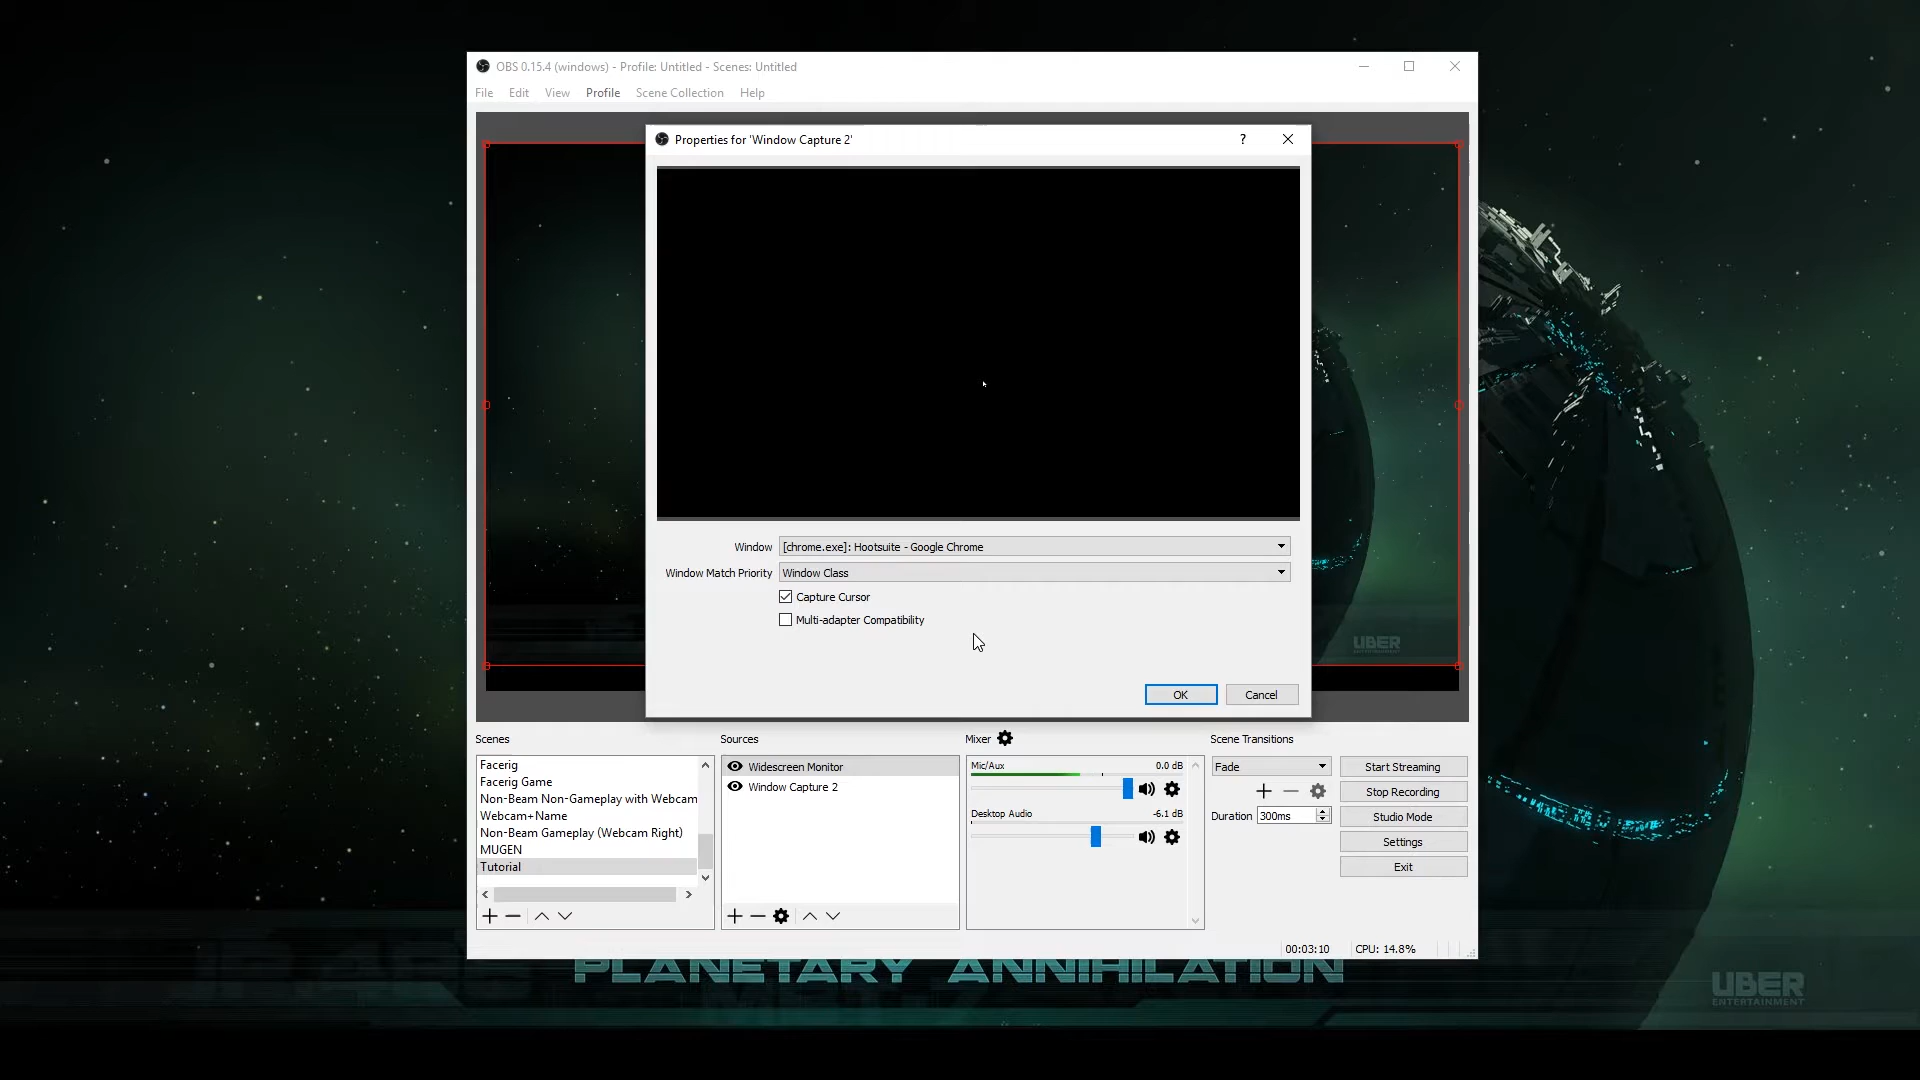 OBS 0.15.4 (windows) - Profile: Untitled - Scenes: Untitled
File Edit View Profile Scene Collection Help
Properties for 'Window Capture 2'
?
Window [chrome.exe]: Hootsuite - Google Chrome
Window Match Priority Window Class
Capture Cursor
Multi-adapter Compatibility
UBER
ENTERTAINMENT
OK Cancel
Scenes
Facerig
Facerig Game
Non-Beam Non-Gameplay with Webcam
Webcam+Name
Non-Beam Gameplay (Webcam Right)
MUGEN
Tutorial
Sources
Widescreen Monitor
Window Capture 2
Mixer
Mic/Aux 0.0 dB
Desktop Audio -6.1 dB
Scene Transitions
Fade
Duration 300ms
Start Streaming
Stop Recording
Studio Mode
Settings
Exit
00:03:10 CPU: 14.8%
PLANETARY ANNIHILATION
UBER
ENTERTAINMENT